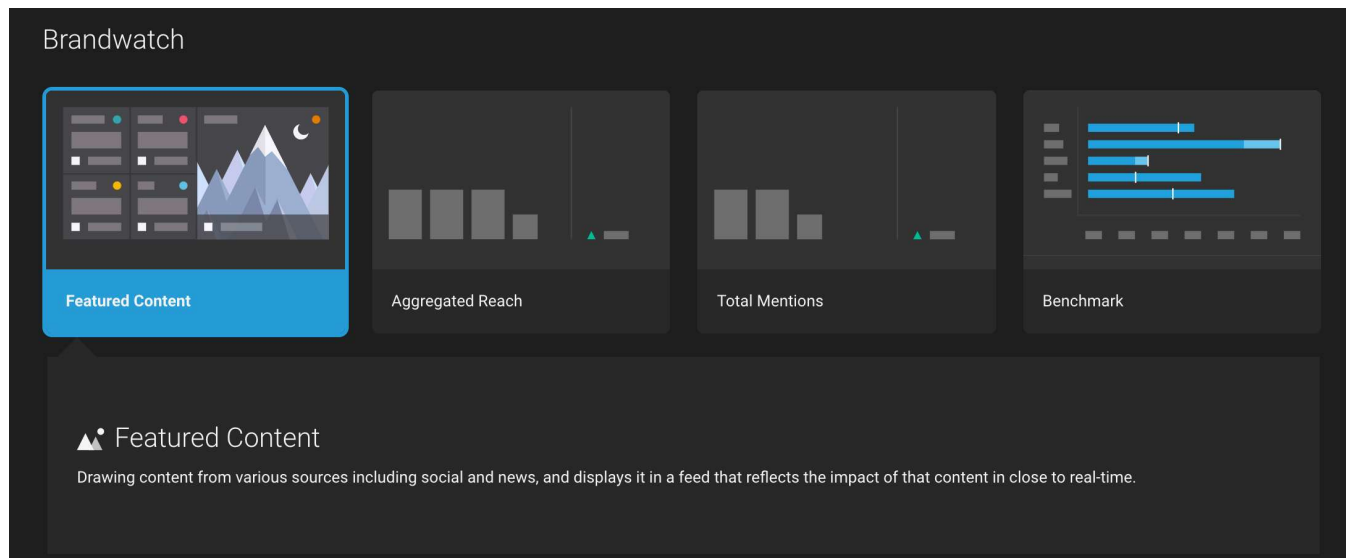 Brandwatch
Featured Content
Aggregated Reach
Total Mentions
Benchmark
Featured Content
Drawing content from various sources including social and news, and displays it in a feed that reflects the impact of that content in close to real-time.